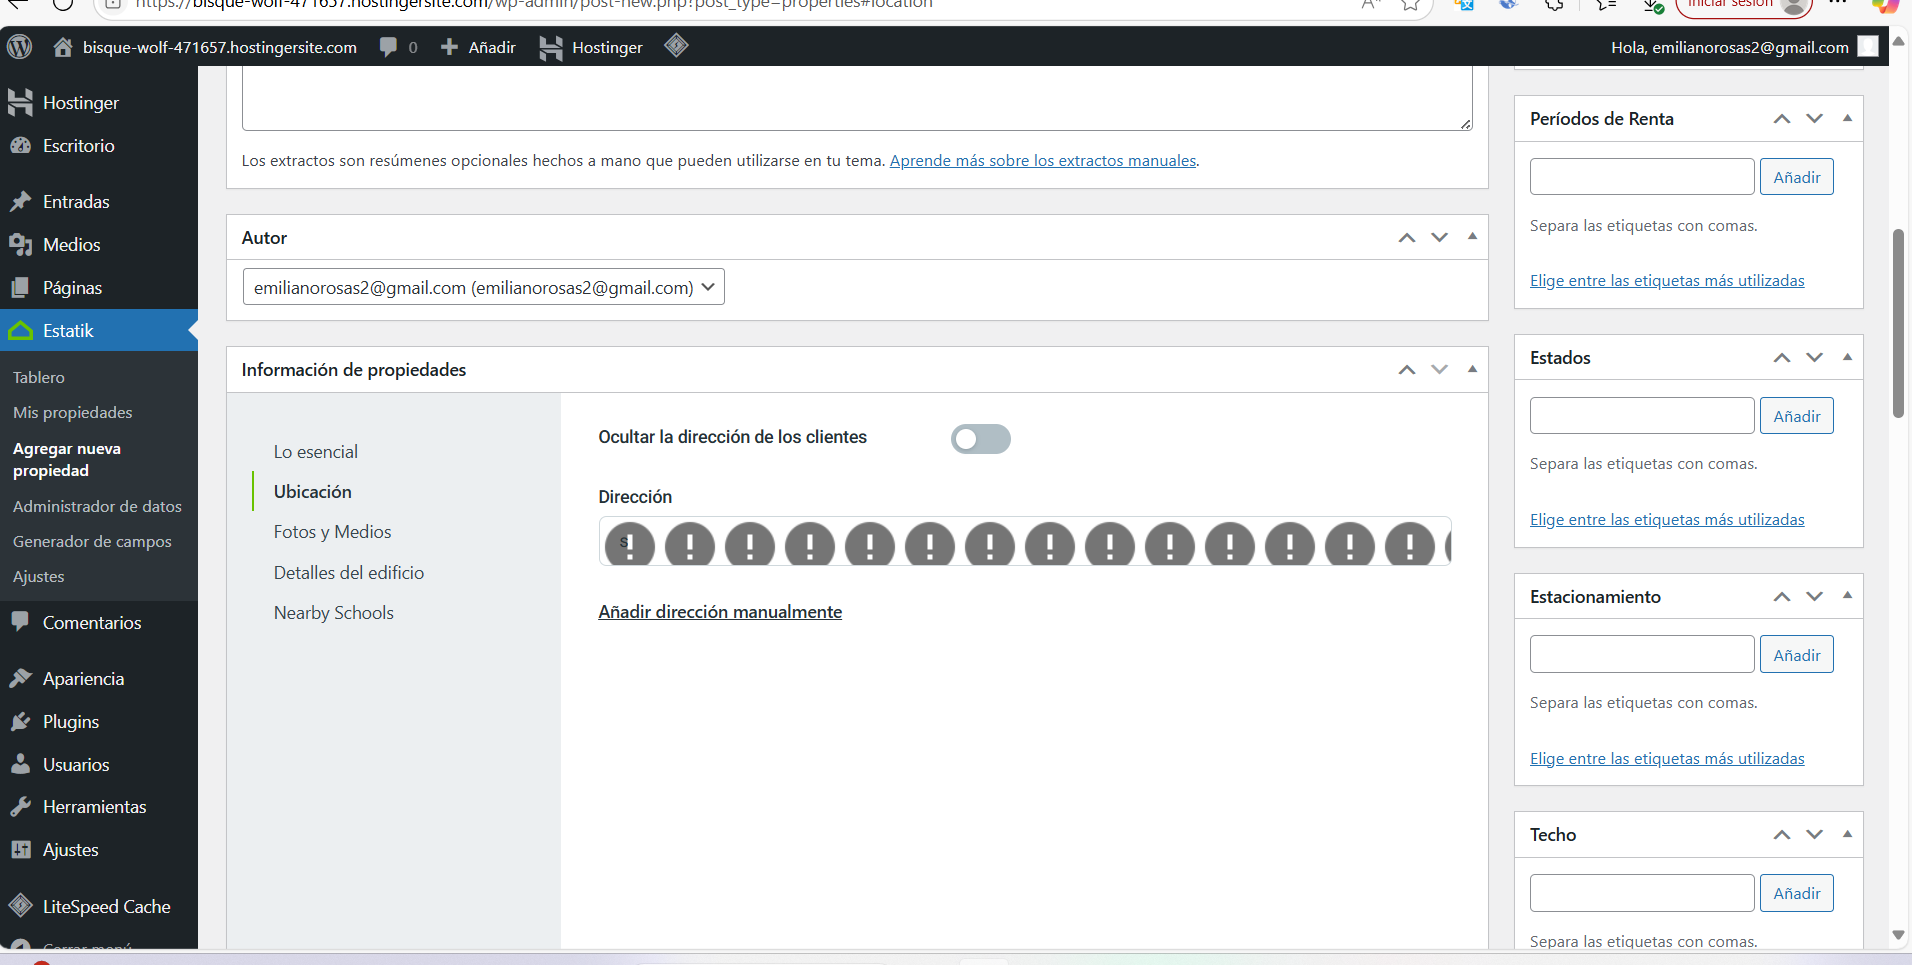 https://bisque-wolf-471657.hostingersite.com/wp-admin/post-new.php?post_type=properties#location
Iniciar sesión
bisque-wolf-471657.hostingersite.com
0
Añadir
Hostinger
Hola, emilianorosas2@gmail.com
Hostinger
Escritorio
Entradas
Medios
Páginas
Estatik
Tablero
Mis propiedades
Agregar nueva
propiedad
Administrador de datos
Generador de campos
Ajustes
Comentarios
Apariencia
Plugins
Usuarios
Herramientas
Ajustes
LiteSpeed Cache
Cerrar menú
Los extractos son resúmenes opcionales hechos a mano que pueden utilizarse en tu tema. Aprende más sobre los extractos manuales.
Autor
emilianorosas2@gmail.com (emilianorosas2@gmail.com)
Información de propiedades
Lo esencial
Ubicación
Fotos y Medios
Detalles del edificio
Nearby Schools
Ocultar la dirección de los clientes
Dirección
s
Añadir dirección manualmente
Períodos de Renta
Añadir
Separa las etiquetas con comas.
Elige entre las etiquetas más utilizadas
Estados
Añadir
Separa las etiquetas con comas.
Elige entre las etiquetas más utilizadas
Estacionamiento
Añadir
Separa las etiquetas con comas.
Elige entre las etiquetas más utilizadas
Techo
Añadir
Separa las etiquetas con comas.